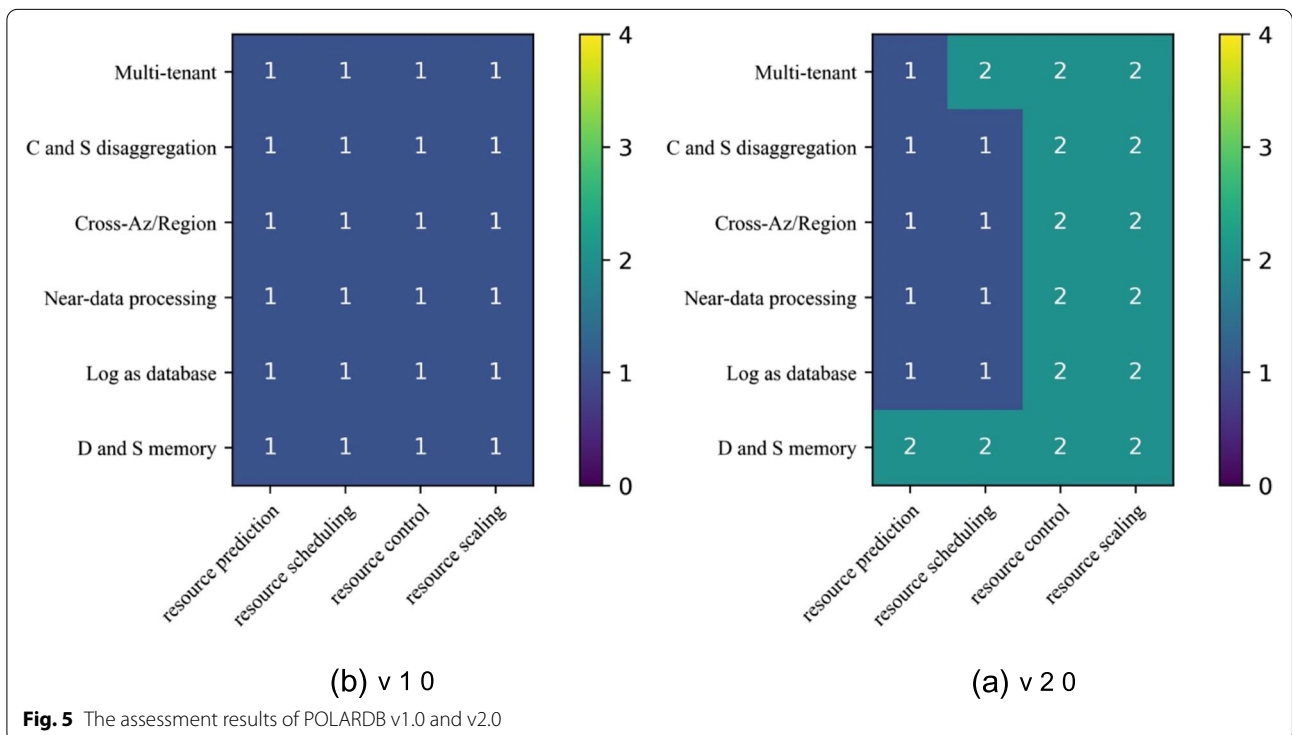 Multi-tenant 1 1 1 1
C and S disaggregation 1 1 1 1
Cross-Az/Region 1 1 1 1
Near-data processing 1 1 1 1
Log as database 1 1 1 1
D and S memory 1 1 1 1
resource prediction
resource scheduling
resource control
resource scaling
4
3
2
1
0
(b) v 1 0
Multi-tenant 1 2 2 2
C and S disaggregation 1 1 2 2
Cross-Az/Region 1 1 2 2
Near-data processing 1 1 2 2
Log as database 1 1 2 2
D and S memory 2 2 2 2
resource prediction
resource scheduling
resource control
resource scaling
4
3
2
1
0
(a) v 2 0
Fig. 5 The assessment results of POLARDB v1.0 and v2.0